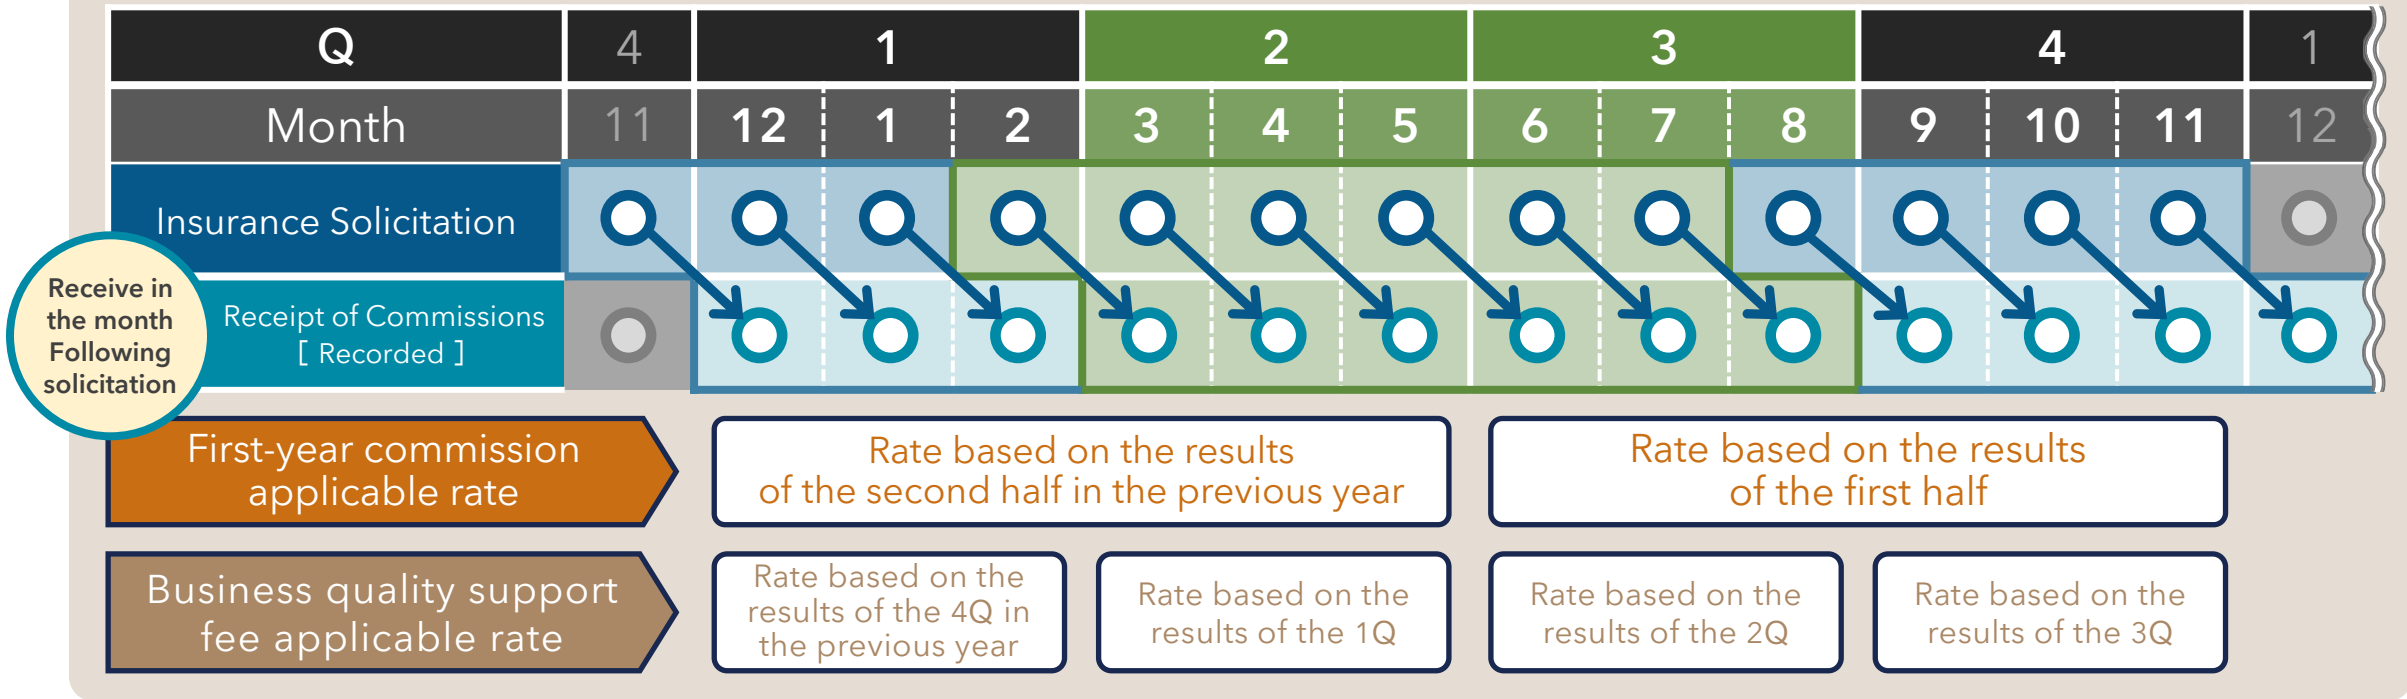 Q 4 1 2 3 4 1
Month 11 12 1 2 3 4 5 6 7 8 9 10 11 12
Insurance Solicitation
Receive in
the month
Following
solicitation
Receipt of Commissions
[ Recorded ]
First-year commission
applicable rate
Rate based on the results
of the second half in the previous year
Rate based on the results
of the first half
Business quality support
fee applicable rate
Rate based on the
results of the 4Q in
the previous year
Rate based on the
results of the 1Q
Rate based on the
results of the 2Q
Rate based on the
results of the 3Q